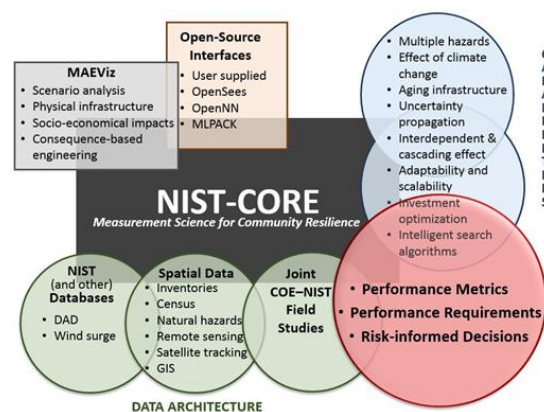 Open-Source
Interfaces
• User supplied
• OpenSees
• OpenNN
• MLPACK
MAEViz
• Scenario analysis
• Physical infrastructure
• Socio-economical impacts
• Consequence-based
engineering
• Multiple hazards
• Effect of climate
change
• Aging infrastructure
• Uncertainty
propagation
• Interdependent &
cascading effect
• Adaptability and
scalability
• Investment
optimization
• Intelligent search
algorithms
NIST-CORE
Measurement Science for Community Resilience
NIST
(and other)
Databases
• DAD
• Wind surge
Spatial Data
• Inventories
• Census
• Natural hazards
• Remote sensing
• Satellite tracking
• GIS
Joint
COE–NIST
Field
Studies
• Performance Metrics
• Performance Requirements
• Risk-informed Decisions
DATA ARCHITECTURE